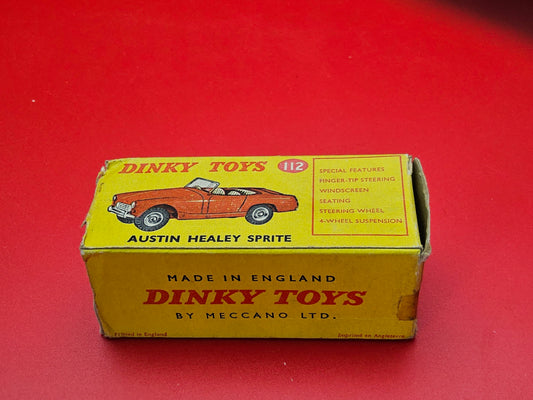 DINKY TOYS 112
SPECIAL FEATURES
FINGER-TIP STEERING
WINDSCREEN
SEATING
STEERING WHEEL
4-WHEEL SUSPENSION
AUSTIN HEALEY SPRITE
MADE IN ENGLAND
DINKY TOYS
BY MECCANO LTD.
Printed in England
Imprimé en Angleterre